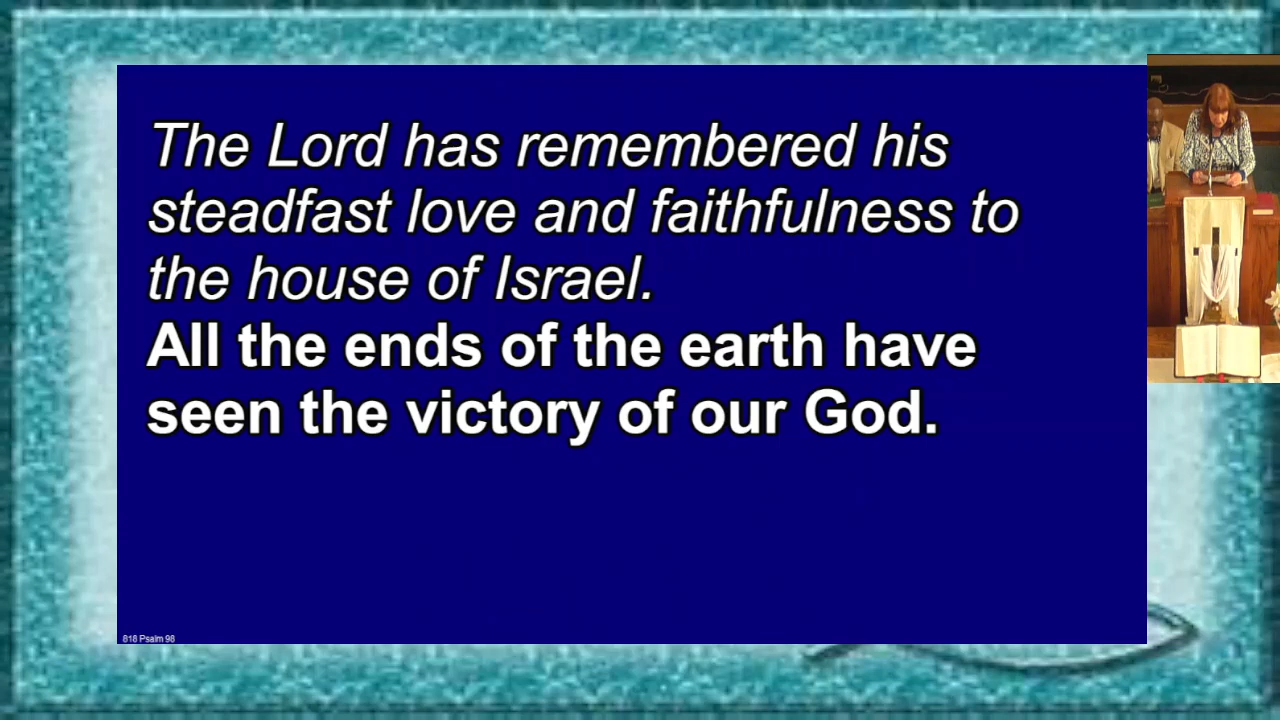 The Lord has remembered his
steadfast love and faithfulness to
the house of Israel.
All the ends of the earth have
seen the victory of our God.
818 Psalm 98